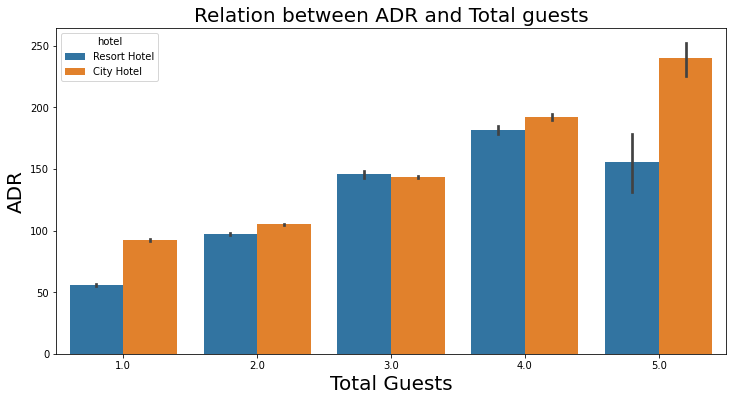 Relation between ADR and Total guests
hotel
Resort Hotel
City Hotel
250
200
150
100
50
0
ADR
1.0 2.0 3.0 4.0 5.0
Total Guests